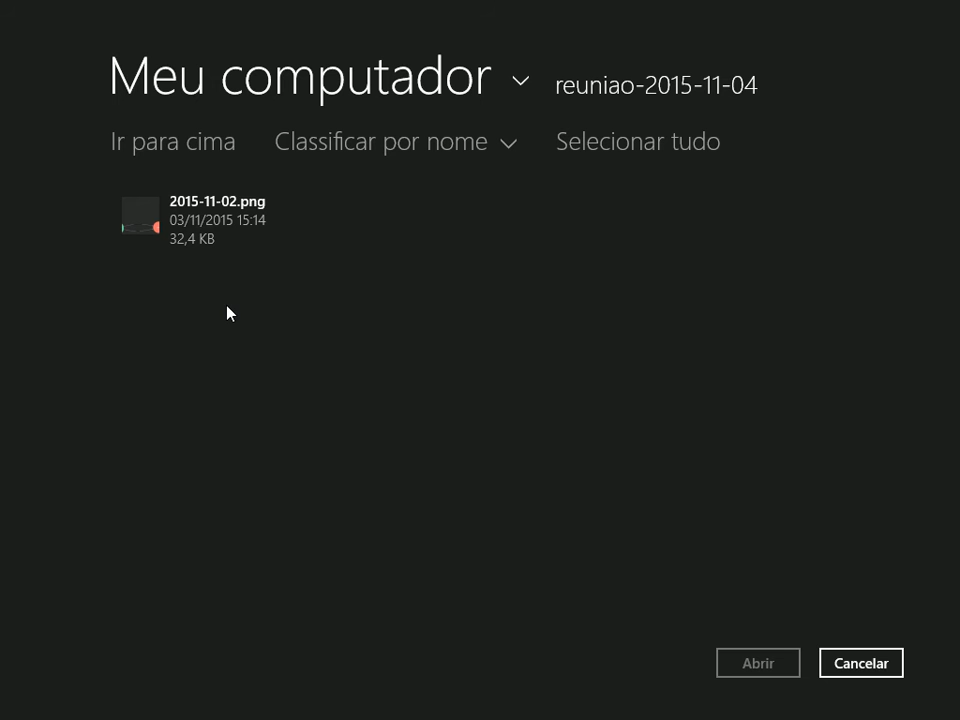 Meu computador reuniao-2015-11-04
Ir para cima Classificar por nome Selecionar tudo
2015-11-02.png
03/11/2015 15:14
32,4 KB
Abrir Cancelar